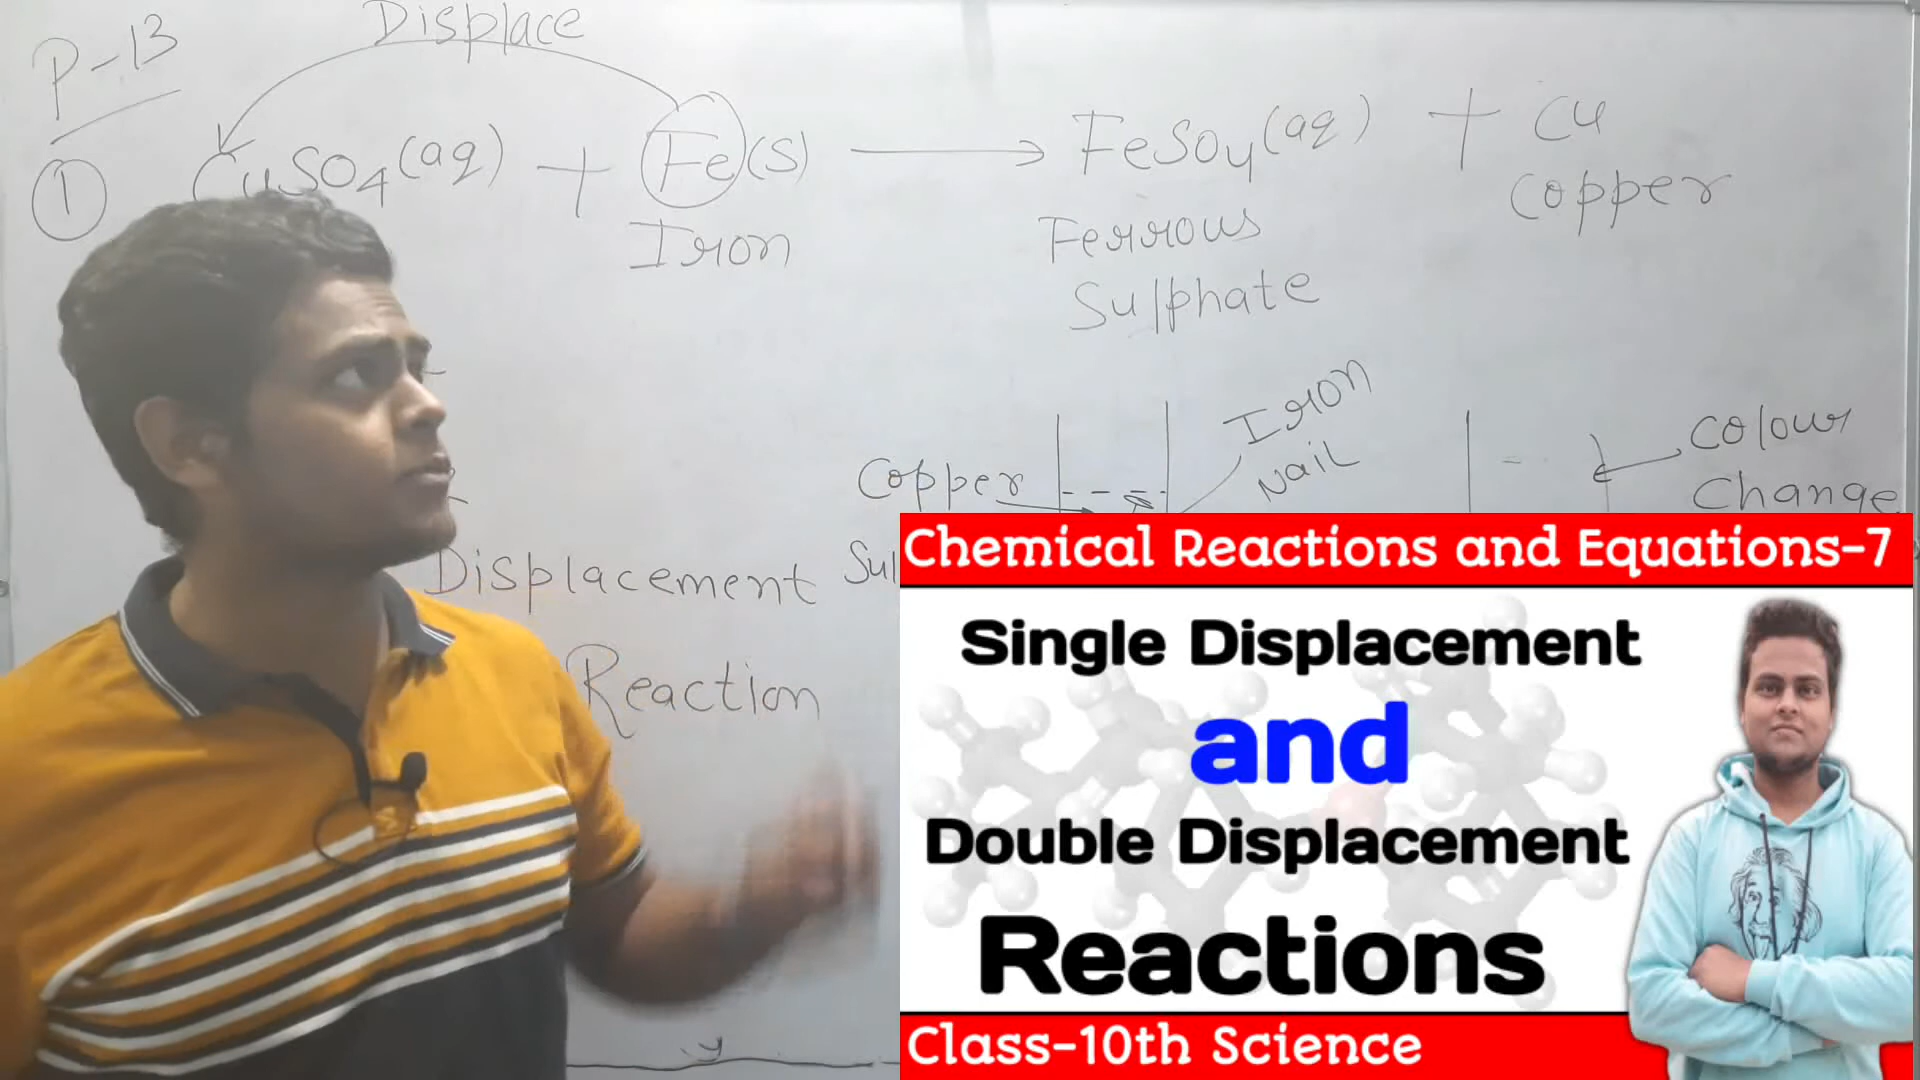 P-13
Displace
① CuSO4(aq) + Fe(s) → FeSO4(aq) + Cu
Iron
Ferrous
Sulphate
Copper
Iron
Nail
Copper
Colour
Change
Displacement
Reaction
Sul
Chemical Reactions and Equations-7
Single Displacement
and
Double Displacement
Reactions
Class-10th Science